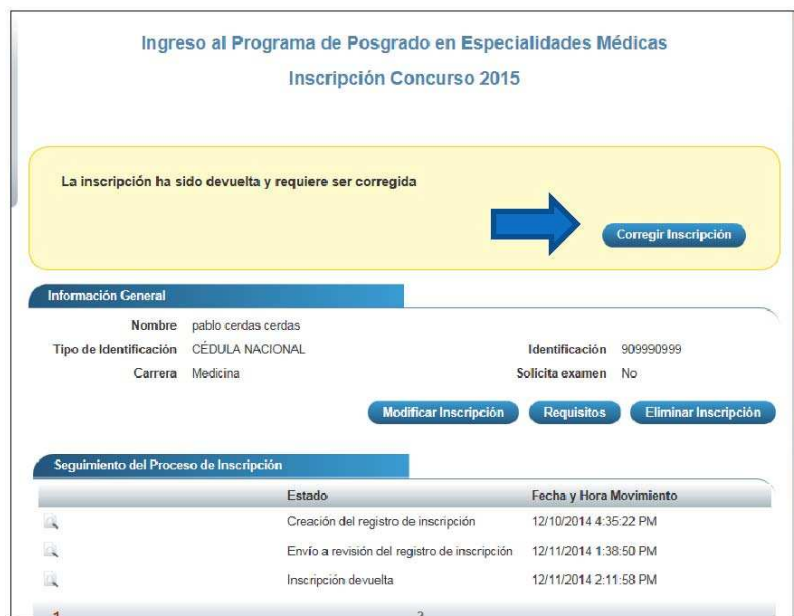 Ingreso al Programa de Posgrado en Especialidades Médicas
Inscripción Concurso 2015
La inscripción ha sido devuelta y requiere ser corregida
Corregir Inscripción
Información General
Nombre pablo cerdas cerdas
Tipo de Identificación CÉDULA NACIONAL Identificación 909990999
Carrera Medicina Solicita examen No
Modificar Inscripción Requisitos Eliminar Inscripción
Seguimiento del Proceso de Inscripción
Estado Fecha y Hora Movimiento
Creación del registro de inscripción 12/10/2014 4:35:22 PM
Envío a revisión del registro de inscripción 12/11/2014 1:38:50 PM
Inscripción devuelta 12/11/2014 2:11:58 PM